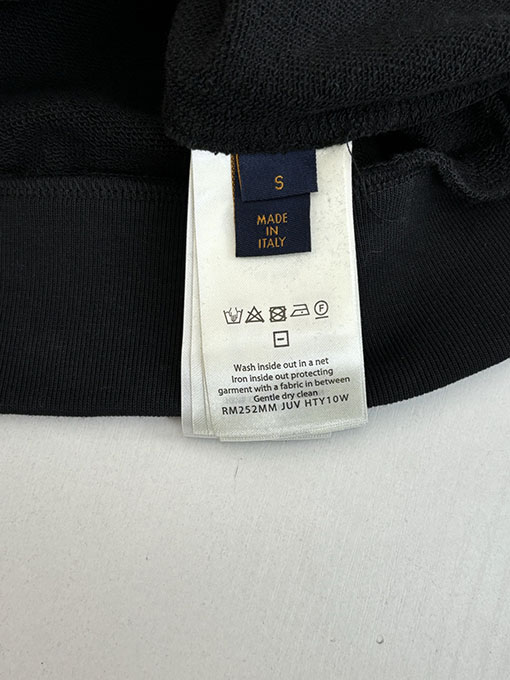 S
MADE
IN
ITALY
F
Wash inside out in a net
Iron inside out protecting
garment with a fabric in between
Gentle dry clean
RM252MM JUV HTY10W